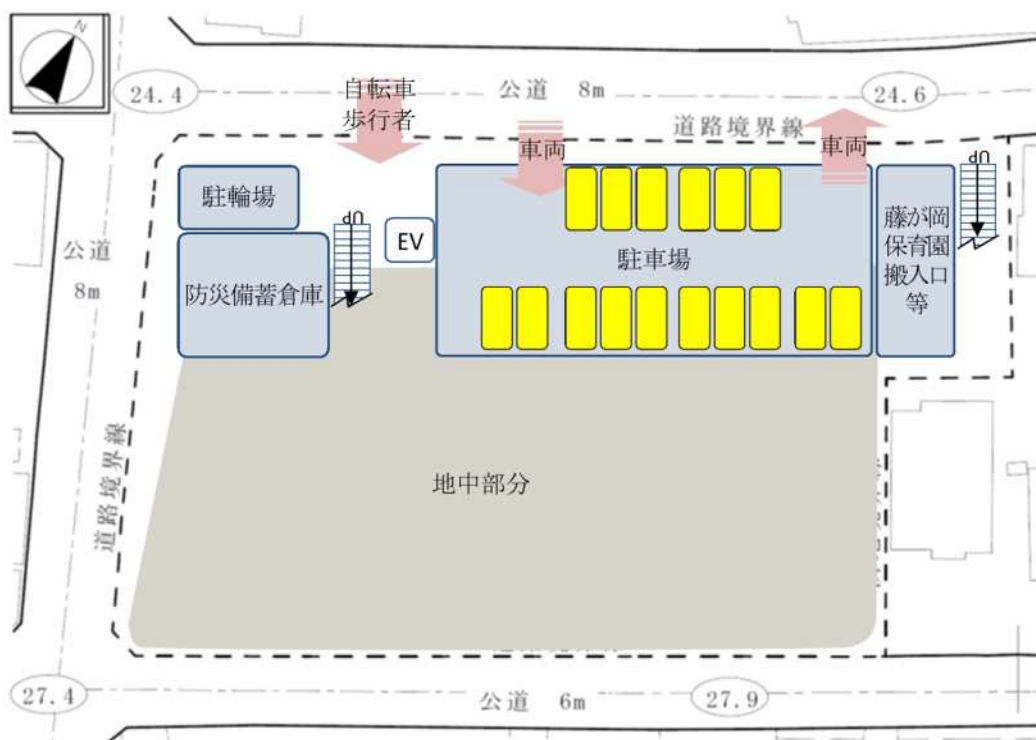 N
24.4
公道 8m
24.6
自転車
歩行者
道路境界線
車両
車両
駐輪場
UP
EV
駐車場
藤が岡
保育園
搬入口
等
UP
公道
8m
防災備蓄倉庫
道路境界線
地中部分
27.4
公道 6m
27.9